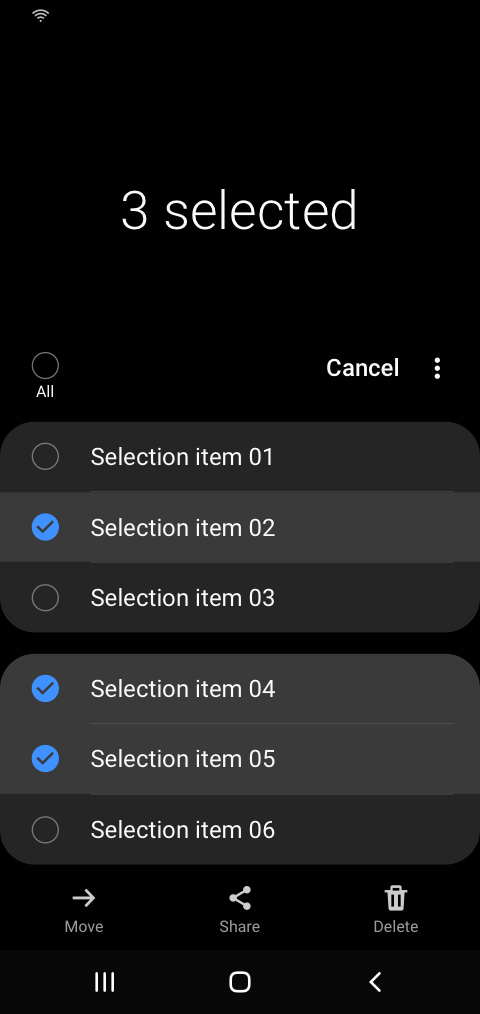 3 selected
All
Cancel
Selection item 01
Selection item 02
Selection item 03
Selection item 04
Selection item 05
Selection item 06
Move
Share
Delete